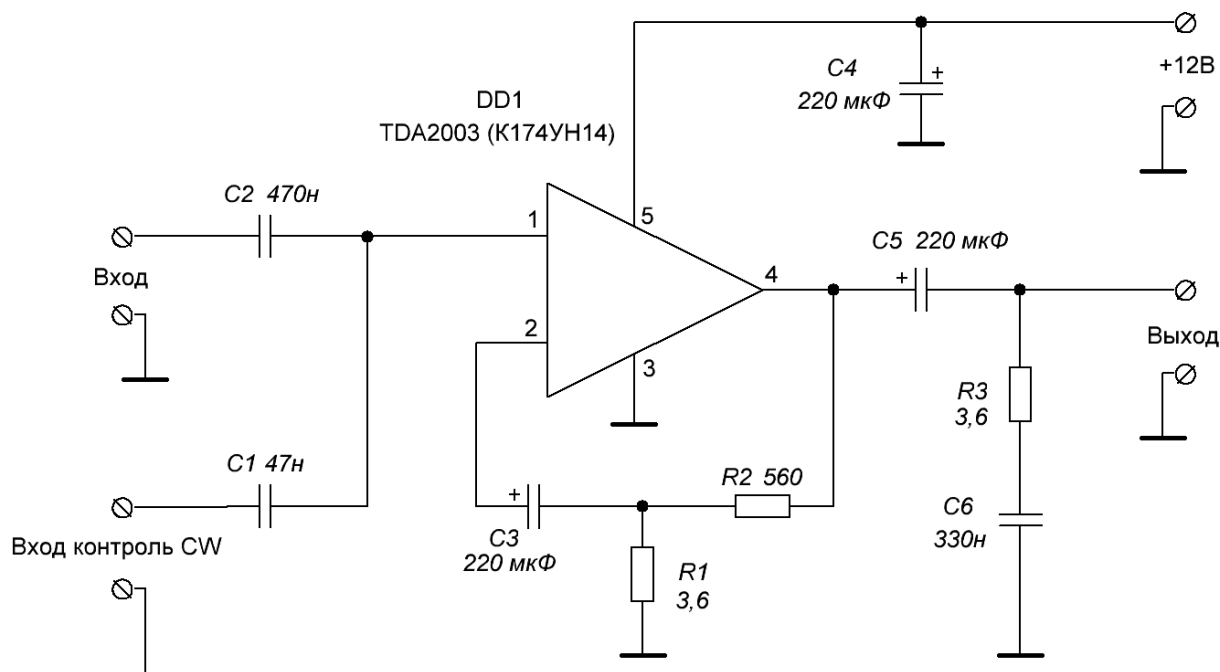 C4
220 мкФ
+
+12В
DD1
TDA2003 (К174УН14)
C2 470н
1
5
C5 220 мкФ
+
4
Вход
2
3
Выход
R3
3,6
C1 47н
R2 560
+
C3
220 мкФ
C6
330н
Вход контроль CW
R1
3,6